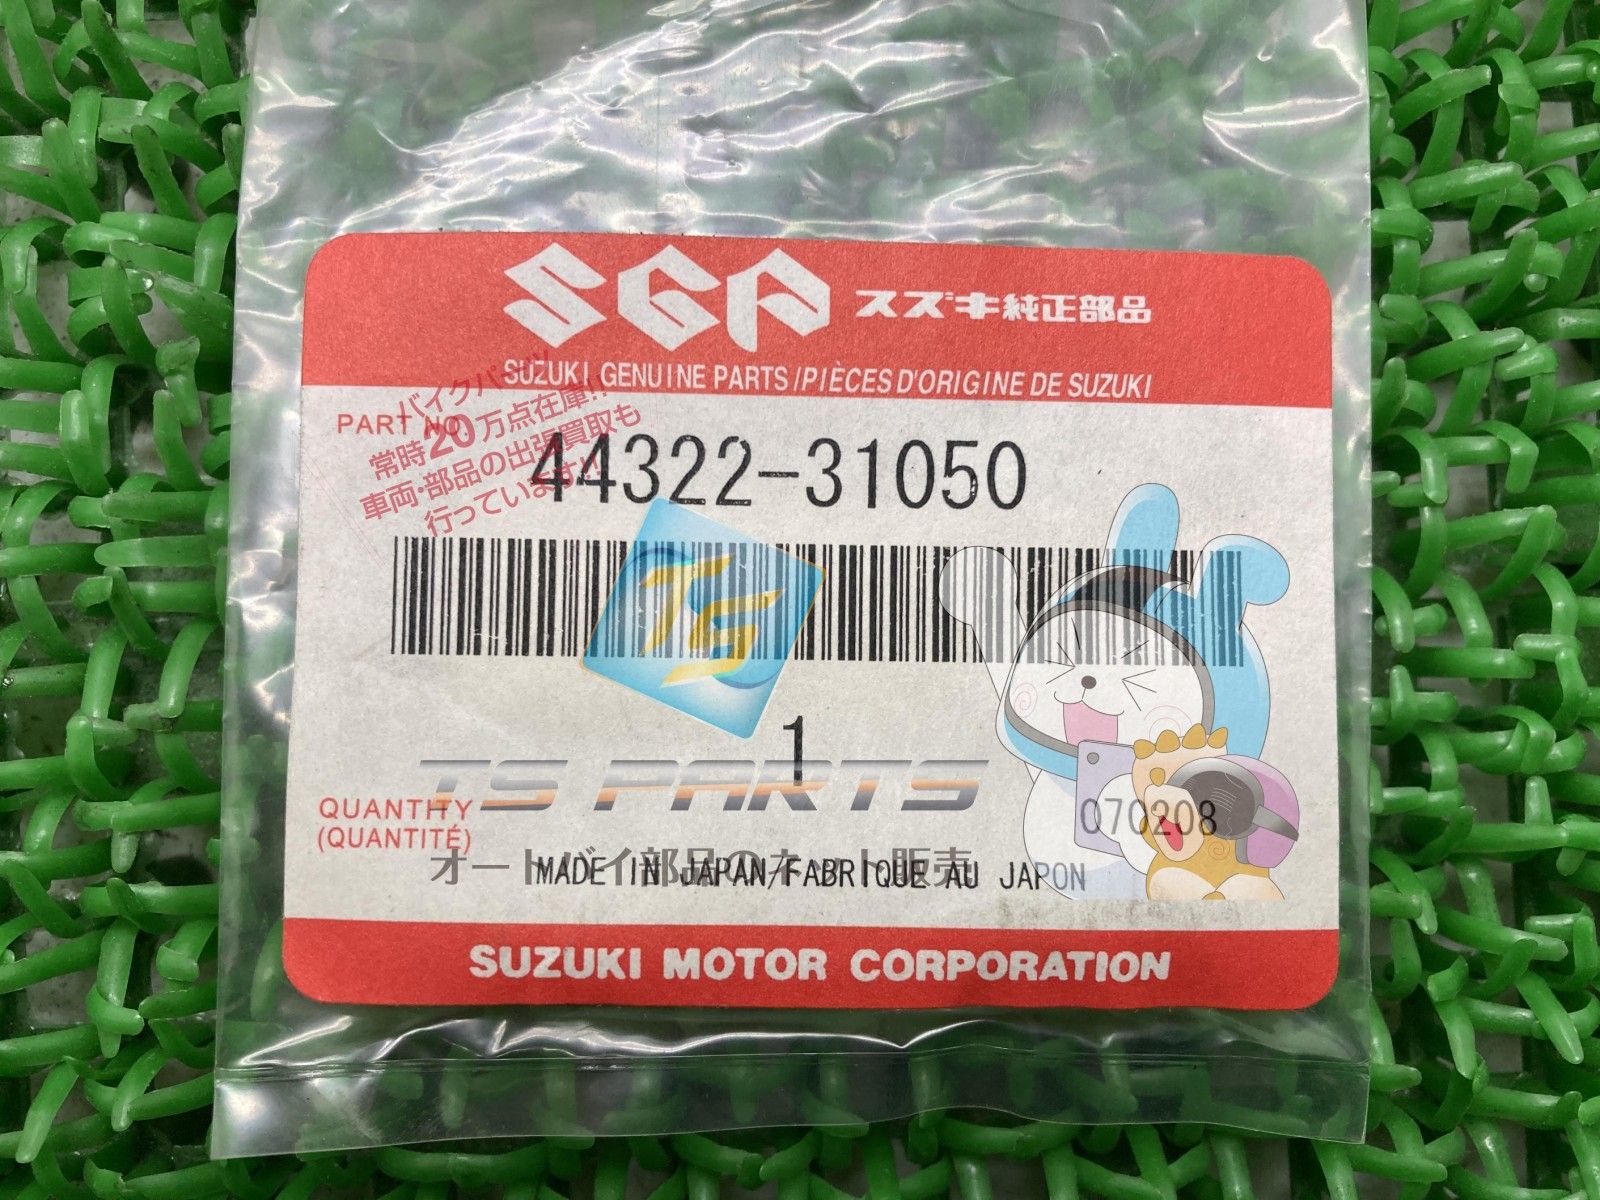 SGP スズキ純正部品
SUZUKI GENUINE PARTS/PIÈCES D'ORIGINE DE SUZUKI
PART NO
バイクパーツ
常時20万点在庫!!
車両・部品の出張買取も
行っています!!
44322-31050
TS
1
TS PARTS
QUANTITY
(QUANTITÉ)
070208
オートバイ部品のネット販売
MADE IN JAPAN/FABRIQUE AU JAPON
SUZUKI MOTOR CORPORATION